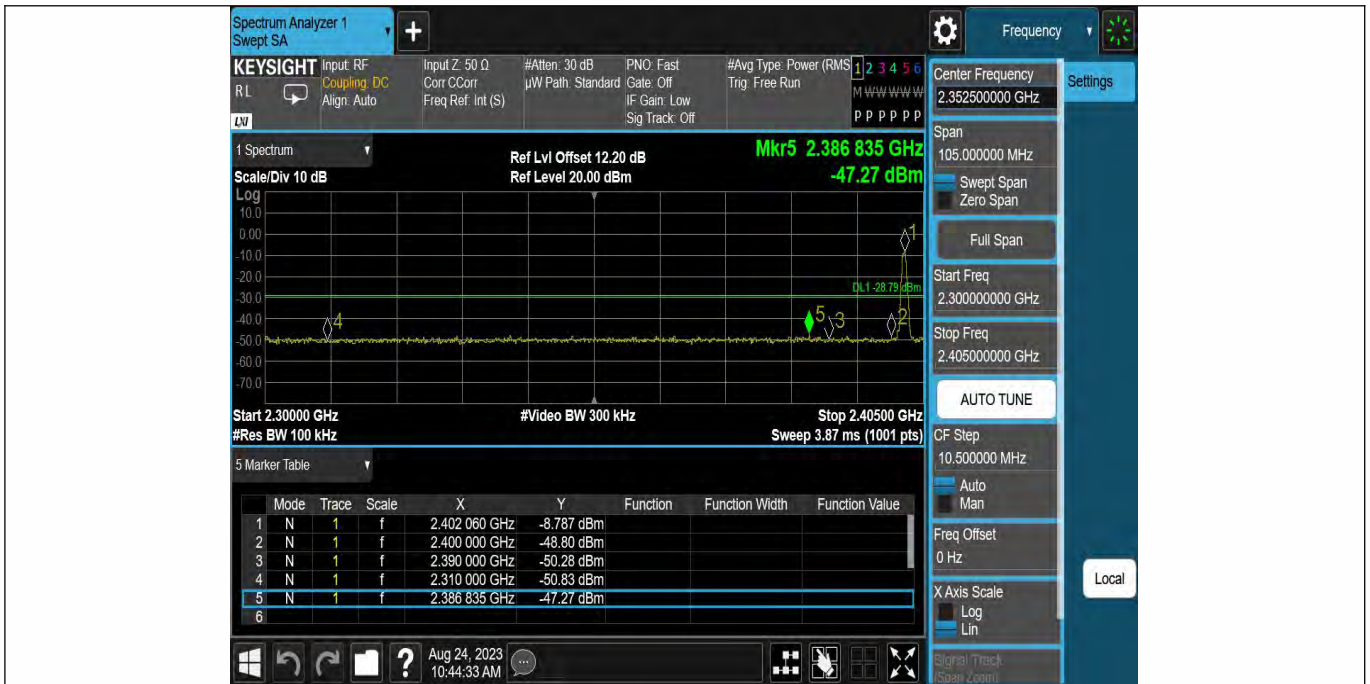 Spectrum Analyzer 1
Swept SA
+
Frequency
KEYSIGHT
RL
LXI
Input: RF
Coupling: DC
Align: Auto
Input Z: 50 Ω
Corr CCorr
Freq Ref: Int (S)
#Atten: 30 dB
µW Path: Standard
PNO: Fast
Gate: Off
IF Gain: Low
Sig Track: Off
#Avg Type: Power (RMS
Trig: Free Run
1 2 3 4 5 6
M W W W W W
P P P P P P
1 Spectrum
Scale/Div 10 dB
Ref Lvl Offset 12.20 dB
Ref Level 20.00 dBm
Mkr5 2.386 835 GHz
-47.27 dBm
Log
10.0
0.00
-10.0
-20.0
-30.0
-40.0
-50.0
-60.0
-70.0
1
DL1 -28.79 dBm
4
5
3
2
Start 2.30000 GHz
#Res BW 100 kHz
#Video BW 300 kHz
Stop 2.40500 GHz
Sweep 3.87 ms (1001 pts)
5 Marker Table
Mode Trace Scale X Y Function Function Width Function Value
1 N 1 f 2.402 060 GHz -8.787 dBm
2 N 1 f 2.400 000 GHz -48.80 dBm
3 N 1 f 2.390 000 GHz -50.28 dBm
4 N 1 f 2.310 000 GHz -50.83 dBm
5 N 1 f 2.386 835 GHz -47.27 dBm
6
Aug 24, 2023
10:44:33 AM
?
Center Frequency
2.352500000 GHz
Settings
Span
105.000000 MHz
Swept Span
Zero Span
Full Span
Start Freq
2.300000000 GHz
Stop Freq
2.405000000 GHz
AUTO TUNE
CF Step
10.500000 MHz
Auto
Man
Freq Offset
0 Hz
X Axis Scale
Log
Lin
Local
Signal Track
(Span Zoom)